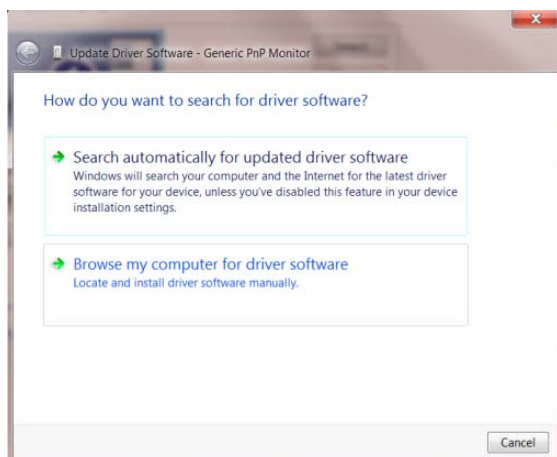 Update Driver Software - Generic PnP Monitor
How do you want to search for driver software?
Search automatically for updated driver software
Windows will search your computer and the Internet for the latest driver
software for your device, unless you've disabled this feature in your device
installation settings.
Browse my computer for driver software
Locate and install driver software manually.
Cancel